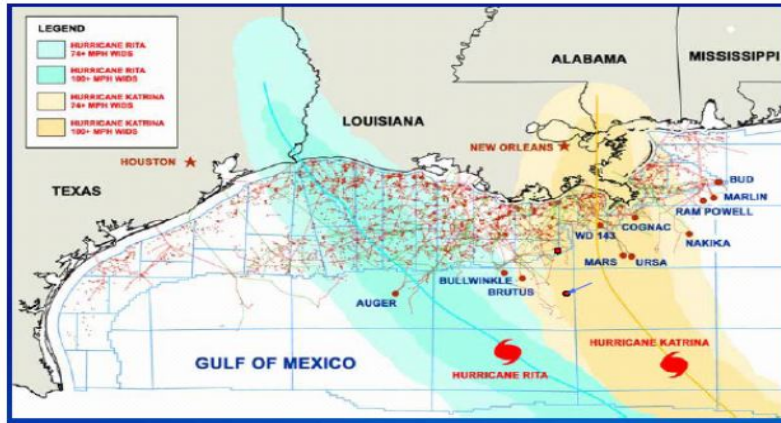 LEGEND
HURRICANE RITA
74+ MPH WIDS
HURRICANE RITA
100+ MPH WIDS
HURRICANE KATRINA
74+ MPH WIDS
HURRICANE KATRINA
100+ MPH WIDS
ALABAMA
MISSISSIPPI
LOUISIANA
NEW ORLEANS
HOUSTON
TEXAS
BUD
MARLIN
RAM POWELL
COGNAC
WD 143
NAKIKA
MARS
URSA
BULLWINKLE
BRUTUS
AUGER
GULF OF MEXICO
HURRICANE KATRINA
HURRICANE RITA